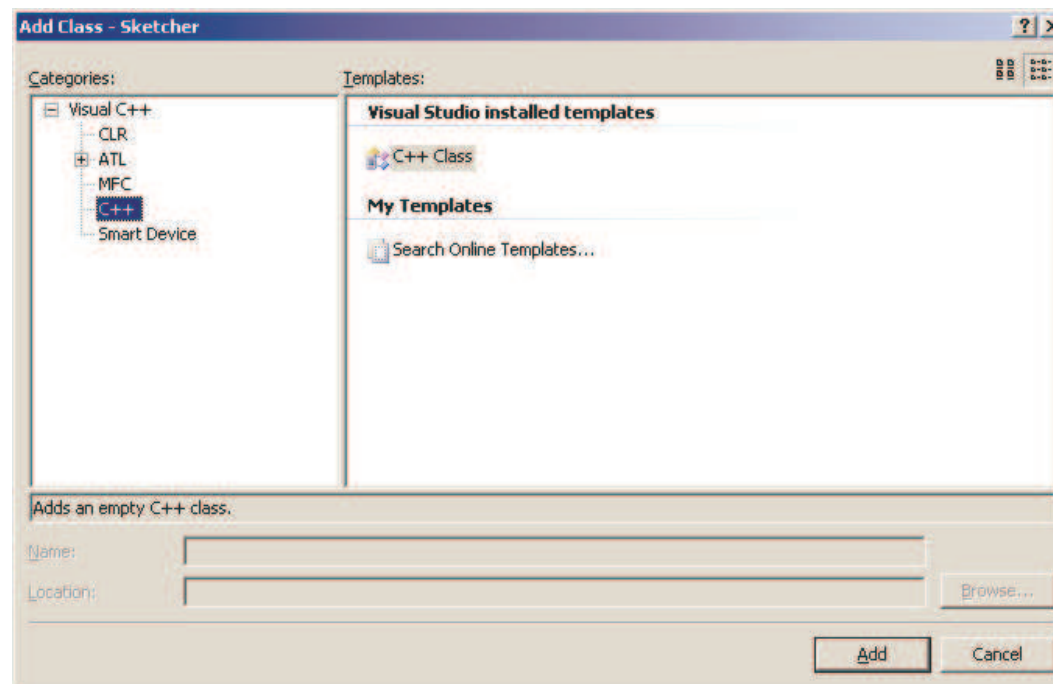 Add Class - Sketcher
Categories:
Templates:
Visual C++
CLR
ATL
MFC
C++
Smart Device
Visual Studio installed templates
C++ Class
My Templates
Search Online Templates...
Adds an empty C++ class.
Name:
Location:
Browse...
Add
Cancel